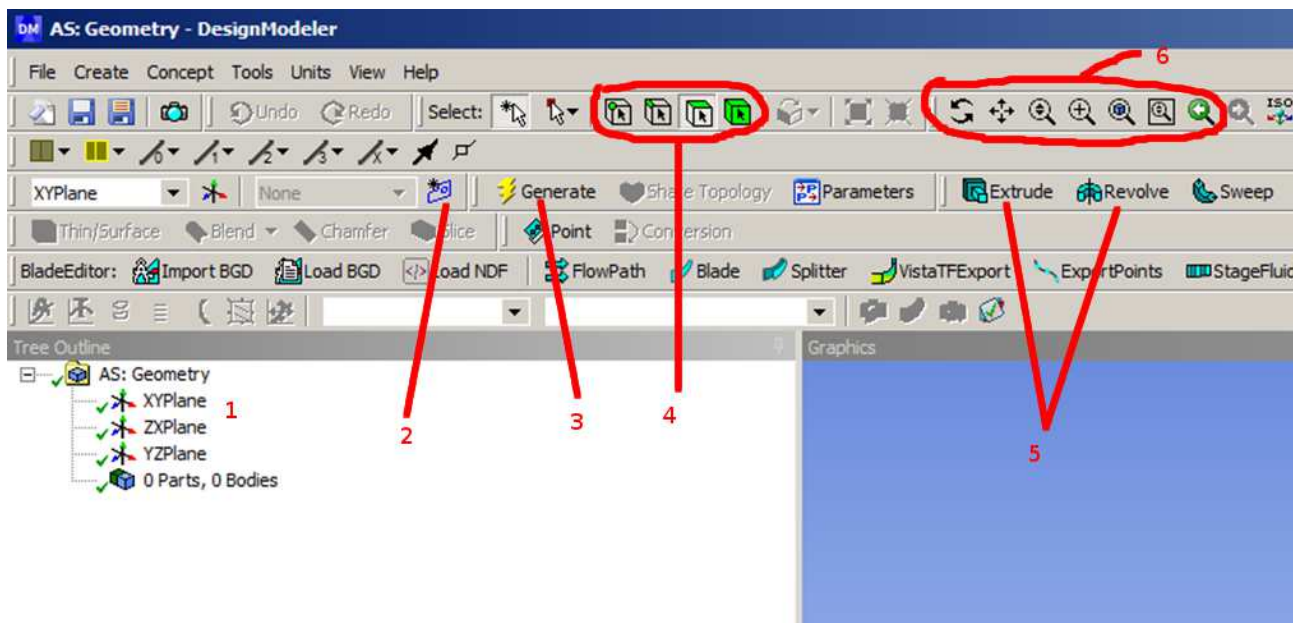 DM AS: Geometry - DesignModeler
6
File Create Concept Tools Units View Help
Undo Redo Select: ISO
XYPlane None Generate Share Topology Parameters Extrude Revolve Sweep
Thin/Surface Blend Chamfer Slice Point Conversion
BladeEditor: Import BGD Load BGD Load NDF FlowPath Blade Splitter VistaTFExport ExportPoints StageFluid
Tree Outline Graphics
AS: Geometry
XYPlane 1
ZXPlane
YZPlane
0 Parts, 0 Bodies
2 3 4 5